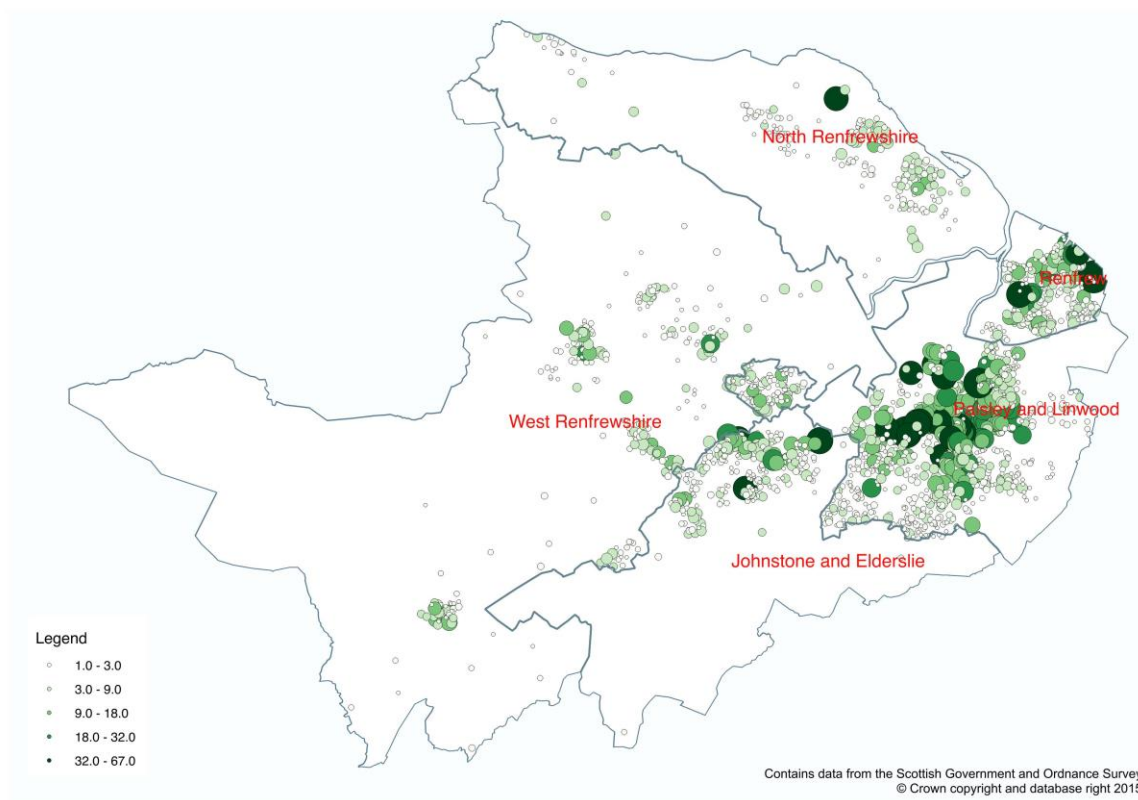 North Renfrewshire
Renfrew
Paisley and Linwood
West Renfrewshire
Johnstone and Elderslie
Legend
1.0 - 3.0
3.0 - 9.0
9.0 - 18.0
18.0 - 32.0
32.0 - 67.0
Contains data from the Scottish Government and Ordnance Survey
© Crown copyright and database right 2015